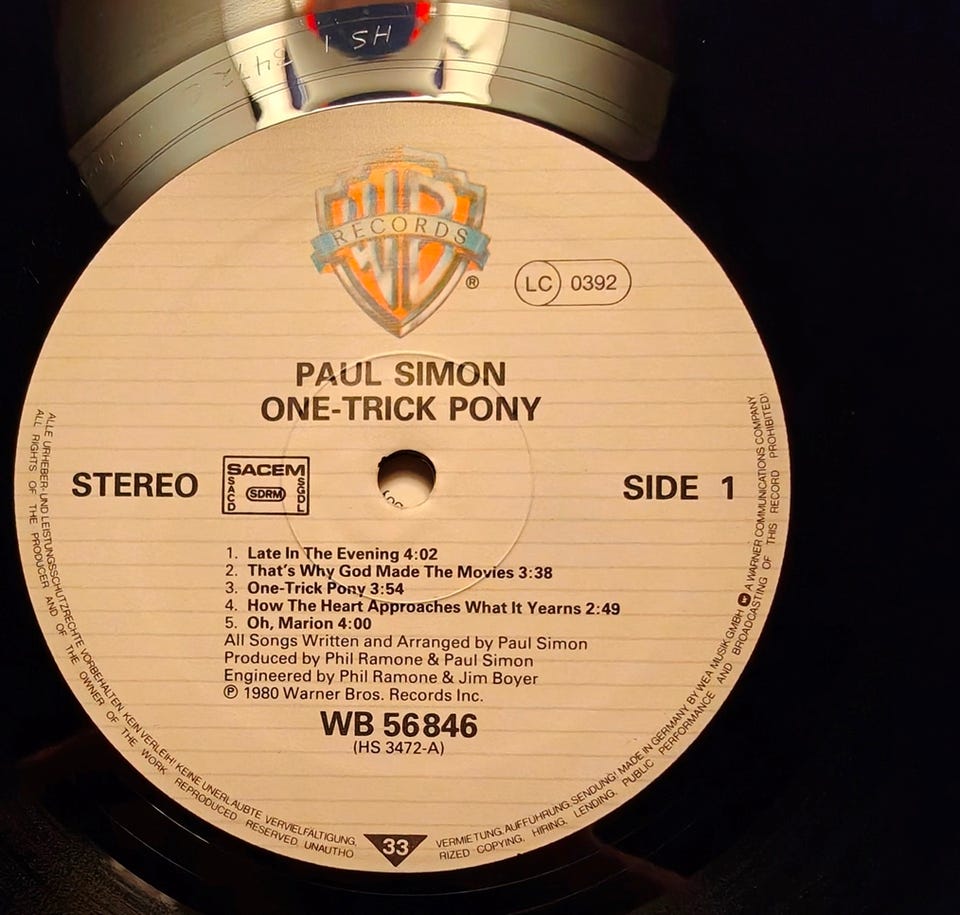 HS
WB
RECORDS
®
LC 0392
PAUL SIMON
ONE-TRICK PONY
STEREO
SACEM
SACD
SDRM
SGDL
SIDE 1
1. Late In The Evening 4:02
2. That's Why God Made The Movies 3:38
3. One-Trick Pony 3:54
4. How The Heart Approaches What It Yearns 2:49
5. Oh, Marion 4:00
All Songs Written and Arranged by Paul Simon
Produced by Phil Ramone & Paul Simon
Engineered by Phil Ramone & Jim Boyer
℗ 1980 Warner Bros. Records Inc.
WB 56 846
(HS 3472-A)
33
ALLE URHEBER- UND LEISTUNGSSCHUTZRECHTE VORBEHALTEN. KEIN VERLEIH! KEINE UNERLAUBTE VERVIELFÄLTIGUNG,
VERMIETUNG, AUFFÜHRUNG, SENDUNG! MADE IN GERMANY BY WEA MUSIK GMBH A WARNER COMMUNICATIONS COMPANY
ALL RIGHTS OF THE PRODUCER AND OF THE OWNER OF THE WORK REPRODUCED RESERVED. UNAUTHO
RIZED COPYING, HIRING, LENDING, PUBLIC PERFORMANCE AND BROADCASTING OF THIS RECORD PROHIBITED!